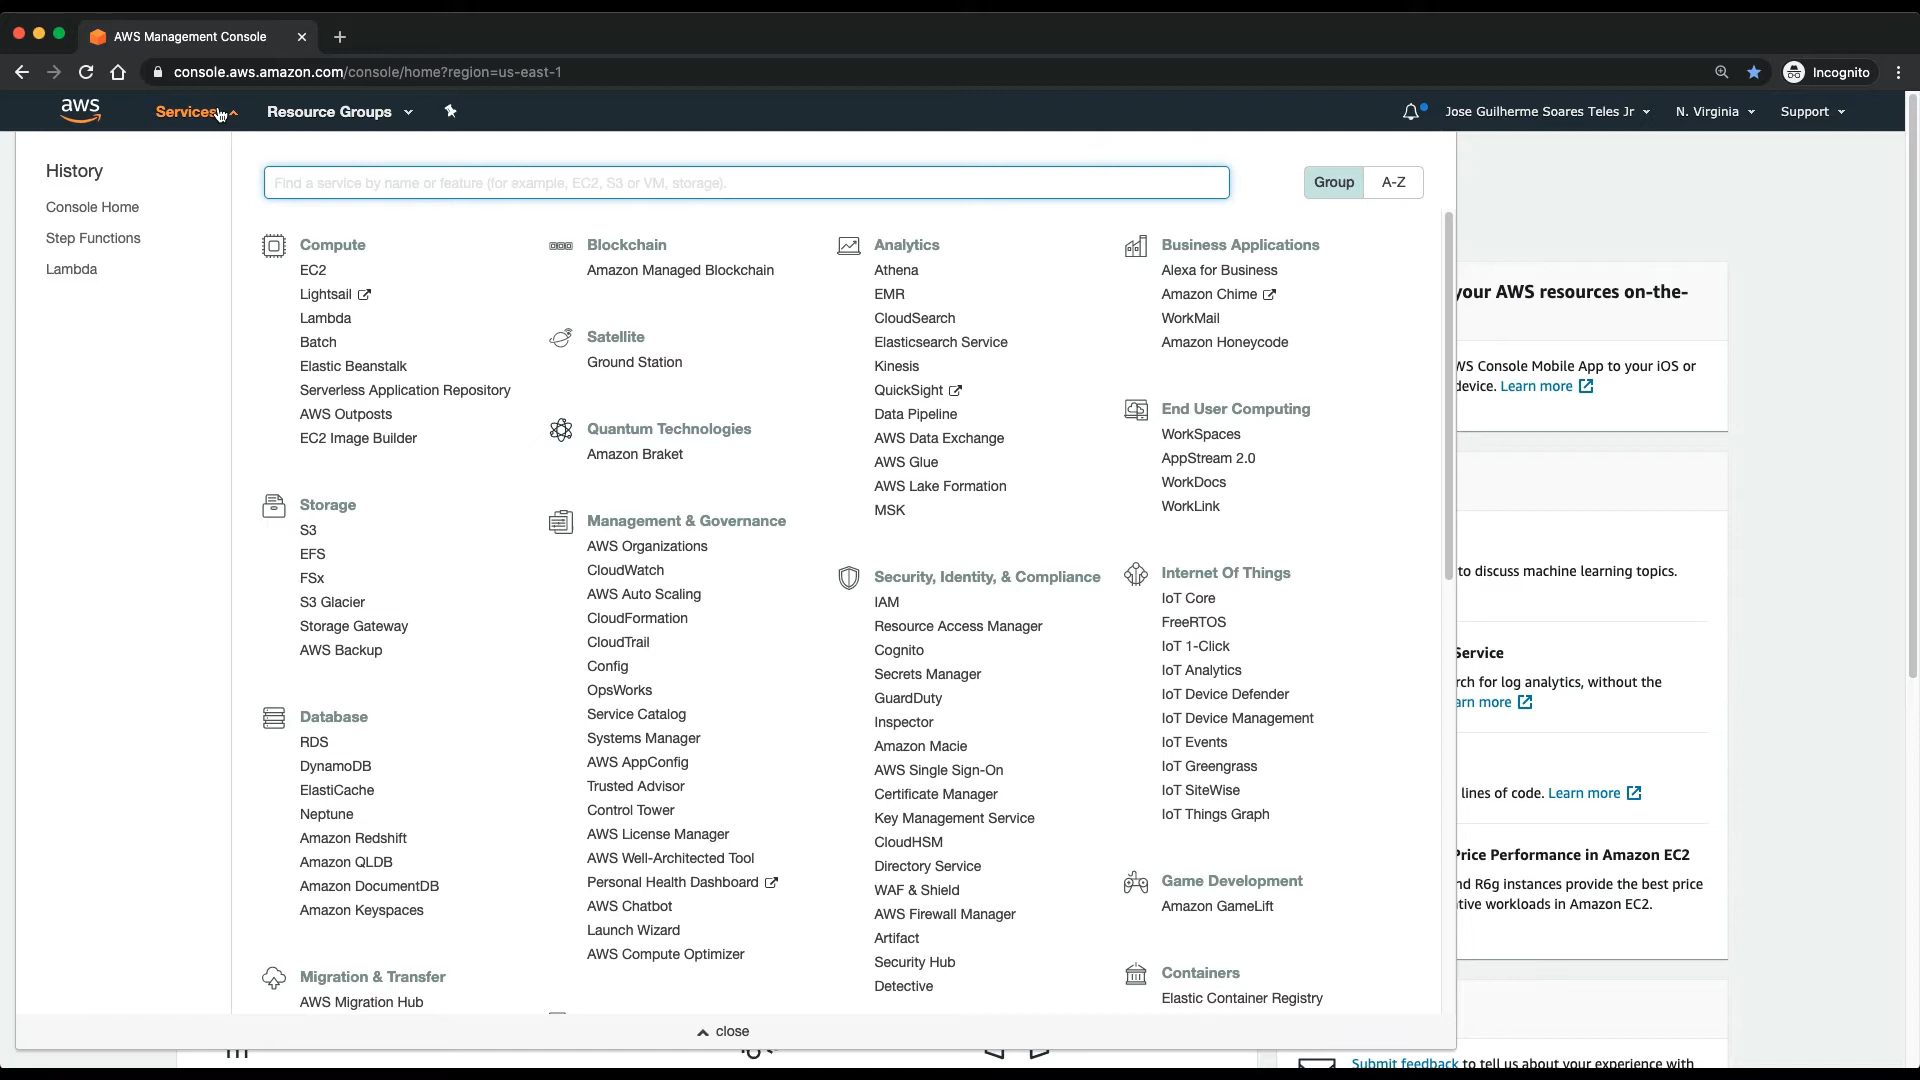 AWS Management Console
console.aws.amazon.com/console/home?region=us-east-1
Incognito
aws
Services
Resource Groups
Jose Guilherme Soares Teles Jr
N. Virginia
Support
History
Console Home
Step Functions
Lambda
Find a service by name or feature (for example, EC2, S3 or VM, storage).
Group
A-Z
Compute
EC2
Lightsail
Lambda
Batch
Elastic Beanstalk
Serverless Application Repository
AWS Outposts
EC2 Image Builder
Storage
S3
EFS
FSx
S3 Glacier
Storage Gateway
AWS Backup
Database
RDS
DynamoDB
ElastiCache
Neptune
Amazon Redshift
Amazon QLDB
Amazon DocumentDB
Amazon Keyspaces
Migration & Transfer
AWS Migration Hub
Blockchain
Amazon Managed Blockchain
Satellite
Ground Station
Quantum Technologies
Amazon Braket
Management & Governance
AWS Organizations
CloudWatch
AWS Auto Scaling
CloudFormation
CloudTrail
Config
OpsWorks
Service Catalog
Systems Manager
AWS AppConfig
Trusted Advisor
Control Tower
AWS License Manager
AWS Well-Architected Tool
Personal Health Dashboard
AWS Chatbot
Launch Wizard
AWS Compute Optimizer
Analytics
Athena
EMR
CloudSearch
Elasticsearch Service
Kinesis
QuickSight
Data Pipeline
AWS Data Exchange
AWS Glue
AWS Lake Formation
MSK
Security, Identity, & Compliance
IAM
Resource Access Manager
Cognito
Secrets Manager
GuardDuty
Inspector
Amazon Macie
AWS Single Sign-On
Certificate Manager
Key Management Service
CloudHSM
Directory Service
WAF & Shield
AWS Firewall Manager
Artifact
Security Hub
Detective
Business Applications
Alexa for Business
Amazon Chime
WorkMail
Amazon Honeycode
End User Computing
WorkSpaces
AppStream 2.0
WorkDocs
WorkLink
Internet Of Things
IoT Core
FreeRTOS
IoT 1-Click
IoT Analytics
IoT Device Defender
IoT Device Management
IoT Events
IoT Greengrass
IoT SiteWise
IoT Things Graph
Game Development
Amazon GameLift
Containers
Elastic Container Registry
close
your AWS resources on-the-
WS Console Mobile App to your iOS or
device. Learn more
to discuss machine learning topics.
Service
rch for log analytics, without the
arn more
lines of code. Learn more
Price Performance in Amazon EC2
nd R6g instances provide the best price
ative workloads in Amazon EC2.
Submit feedback to tell us about your experience with